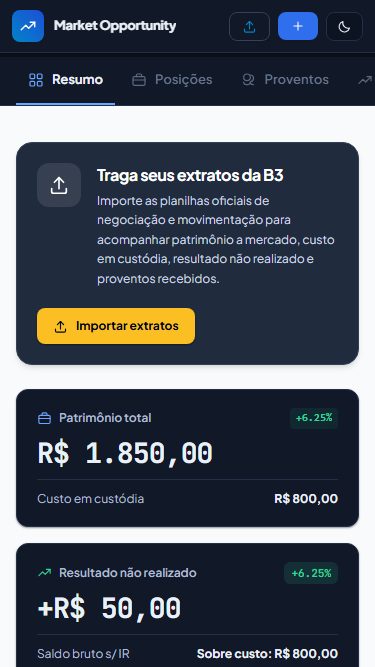 Market Opportunity
Resumo
Posições
Proventos
Traga seus extratos da B3
Importe as planilhas oficiais de
negociação e movimentação para
acompanhar patrimônio a mercado, custo
em custódia, resultado não realizado e
proventos recebidos.
Importar extratos
Patrimônio total
+6.25%
R$ 1.850,00
Custo em custódia
R$ 800,00
Resultado não realizado
+6.25%
+R$ 50,00
Saldo bruto s/ IR
Sobre custo: R$ 800,00